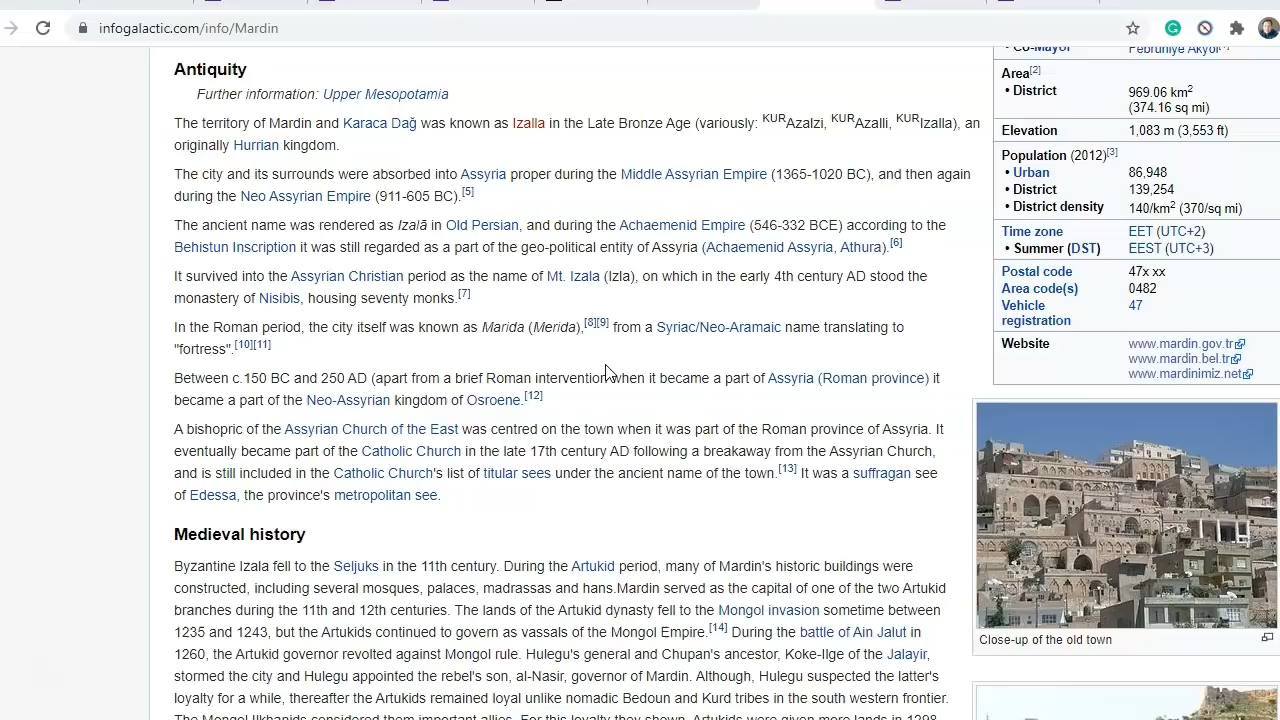 infogalactic.com/info/Mardin
Antiquity
Further information: Upper Mesopotamia
The territory of Mardin and Karaca Dağ was known as Izalla in the Late Bronze Age (variously: KURAzalzi, KURAzalli, KURIzalla), an
originally Hurrian kingdom.
The city and its surrounds were absorbed into Assyria proper during the Middle Assyrian Empire (1365-1020 BC), and then again
during the Neo Assyrian Empire (911-605 BC).[5]
The ancient name was rendered as Izalā in Old Persian, and during the Achaemenid Empire (546-332 BCE) according to the
Behistun Inscription it was still regarded as a part of the geo-political entity of Assyria (Achaemenid Assyria, Athura).[6]
It survived into the Assyrian Christian period as the name of Mt. Izala (Izla), on which in the early 4th century AD stood the
monastery of Nisibis, housing seventy monks.[7]
In the Roman period, the city itself was known as Marida (Merida),[8][9] from a Syriac/Neo-Aramaic name translating to
"fortress".[10][11]
Between c.150 BC and 250 AD (apart from a brief Roman intervention when it became a part of Assyria (Roman province) it
became a part of the Neo-Assyrian kingdom of Osroene.[12]
A bishopric of the Assyrian Church of the East was centred on the town when it was part of the Roman province of Assyria. It
eventually became part of the Catholic Church in the late 17th century AD following a breakaway from the Assyrian Church,
and is still included in the Catholic Church's list of titular sees under the ancient name of the town.[13] It was a suffragan see
of Edessa, the province's metropolitan see.
Medieval history
Byzantine Izala fell to the Seljuks in the 11th century. During the Artukid period, many of Mardin's historic buildings were
constructed, including several mosques, palaces, madrassas and hans.Mardin served as the capital of one of the two Artukid
branches during the 11th and 12th centuries. The lands of the Artukid dynasty fell to the Mongol invasion sometime between
1235 and 1243, but the Artukids continued to govern as vassals of the Mongol Empire.[14] During the battle of Ain Jalut in
1260, the Artukid governor revolted against Mongol rule. Hulegu's general and Chupan's ancestor, Koke-Ilge of the Jalayir,
stormed the city and Hulegu appointed the rebel's son, al-Nasir, governor of Mardin. Although, Hulegu suspected the latter's
loyalty for a while, thereafter the Artukids remained loyal unlike nomadic Bedoun and Kurd tribes in the south western frontier.
The Mongol Ilkhanids considered them important allies. For this loyalty they shown, Artukids were given more lands in 1298
• Co-Mayor Februniye Akyol
Area[2]
• District 969.06 km2
(374.16 sq mi)
Elevation 1,083 m (3,553 ft)
Population (2012)[3]
• Urban 86,948
• District 139,254
• District density 140/km2 (370/sq mi)
Time zone EET (UTC+2)
• Summer (DST) EEST (UTC+3)
Postal code 47x xx
Area code(s) 0482
Vehicle 47
registration
Website www.mardin.gov.tr
www.mardin.bel.tr
www.mardinimiz.net
Close-up of the old town